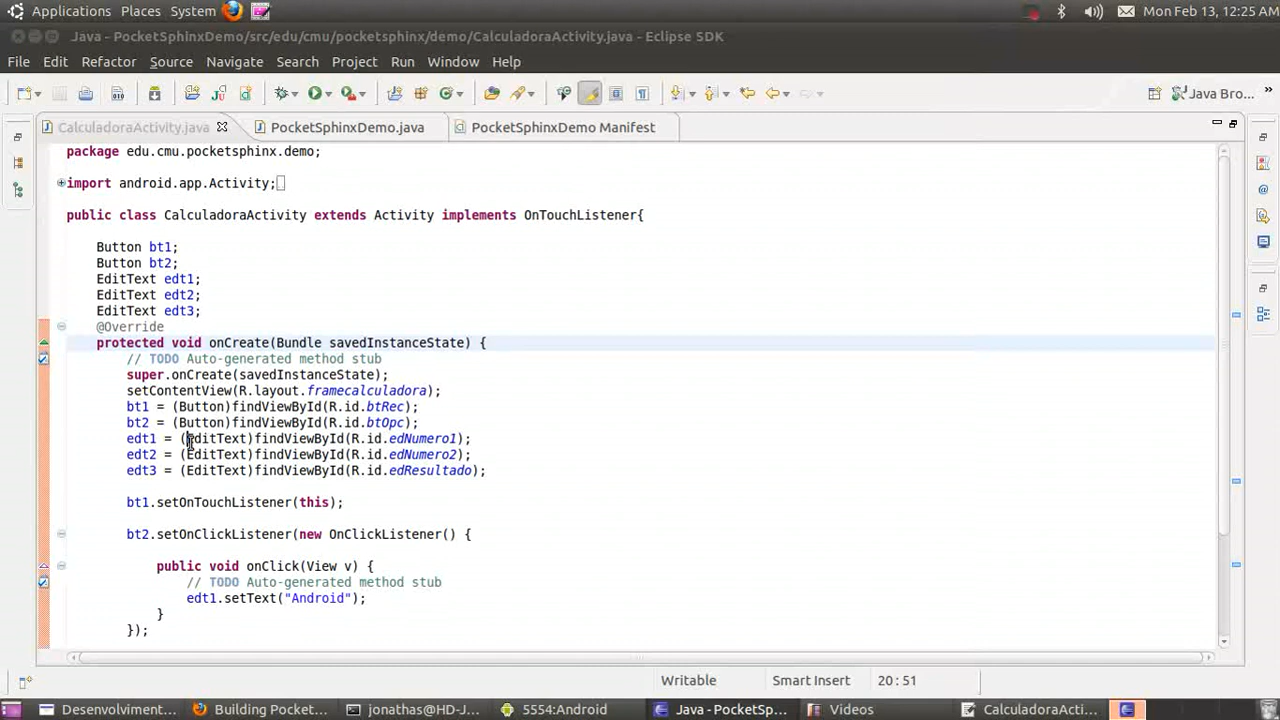 Applications Places System Mon Feb 13, 12:25 AM
Java - PocketSphinxDemo/src/edu/cmu/pocketsphinx/demo/CalculadoraActivity.java - Eclipse SDK
File Edit Refactor Source Navigate Search Project Run Window Help
Java Bro...
CalculadoraActivity.java PocketSphinxDemo.java PocketSphinxDemo Manifest
package edu.cmu.pocketsphinx.demo;
import android.app.Activity;
public class CalculadoraActivity extends Activity implements OnTouchListener{
Button bt1;
Button bt2;
EditText edt1;
EditText edt2;
EditText edt3;
@Override
protected void onCreate(Bundle savedInstanceState) {
// TODO Auto-generated method stub
super.onCreate(savedInstanceState);
setContentView(R.layout.framecalculadora);
bt1 = (Button)findViewById(R.id.btRec);
bt2 = (Button)findViewById(R.id.btOpc);
edt1 = (EditText)findViewById(R.id.edNumero1);
edt2 = (EditText)findViewById(R.id.edNumero2);
edt3 = (EditText)findViewById(R.id.edResultado);
bt1.setOnTouchListener(this);
bt2.setOnClickListener(new OnClickListener() {
public void onClick(View v) {
// TODO Auto-generated method stub
edt1.setText("Android");
}
});
Writable Smart Insert 20 : 51
Desenvolviment... Building Pocket... jonathas@HD-J... 5554:Android Java - PocketSp... Videos CalculadoraActi...